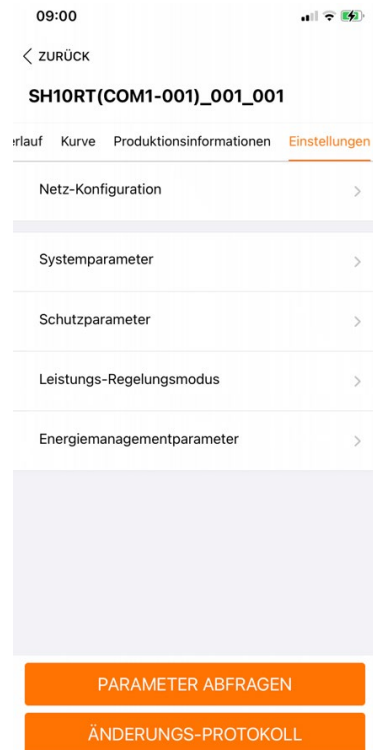 09:00
ZURÜCK
SH10RT(COM1-001)_001_001
erlauf Kurve Produktionsinformationen Einstellungen
Netz-Konfiguration
Systemparameter
Schutzparameter
Leistungs-Regelungsmodus
Energiemanagementparameter
PARAMETER ABFRAGEN
ÄNDERUNGS-PROTOKOLL